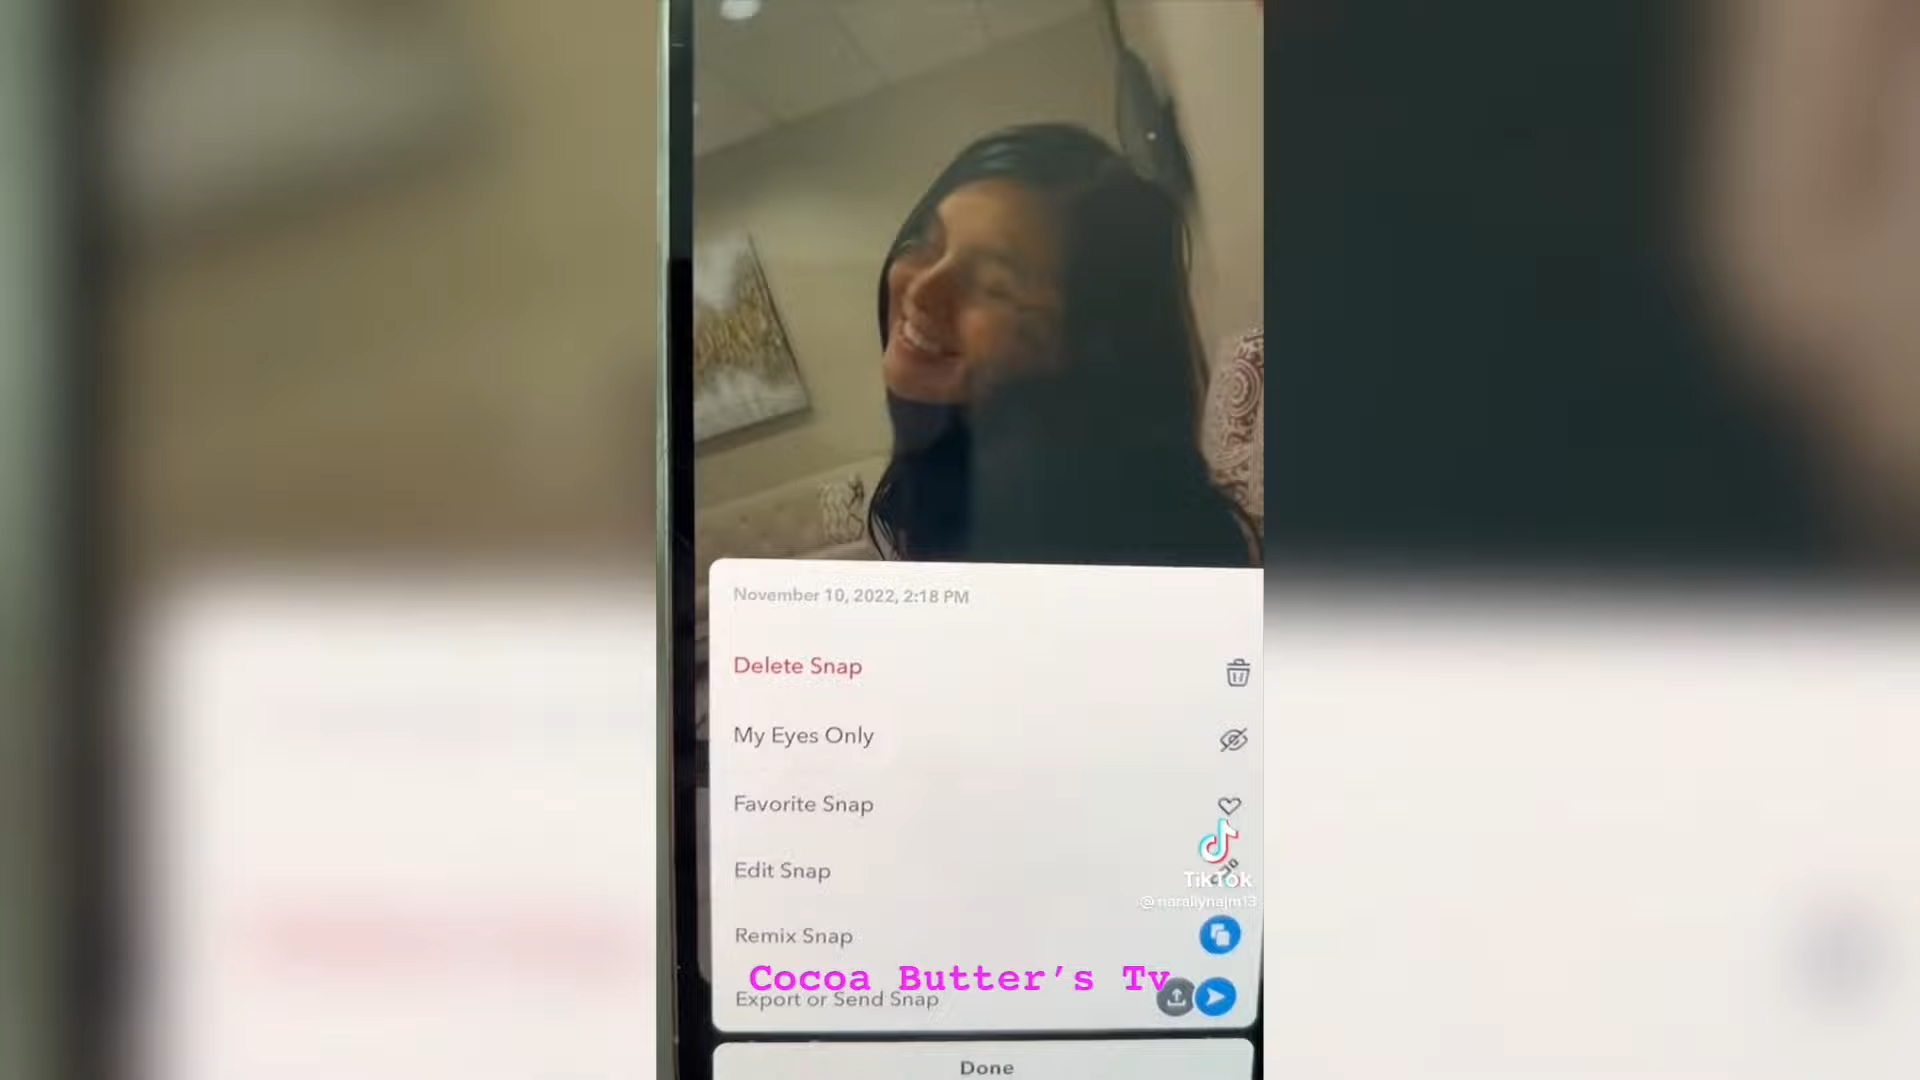 November 10, 2022, 2:18 PM
Delete Snap
My Eyes Only
Favorite Snap
Edit Snap
TikTok
@naraliynajm13
Remix Snap
Cocoa Butter's Tv
Export or Send Snap
Done